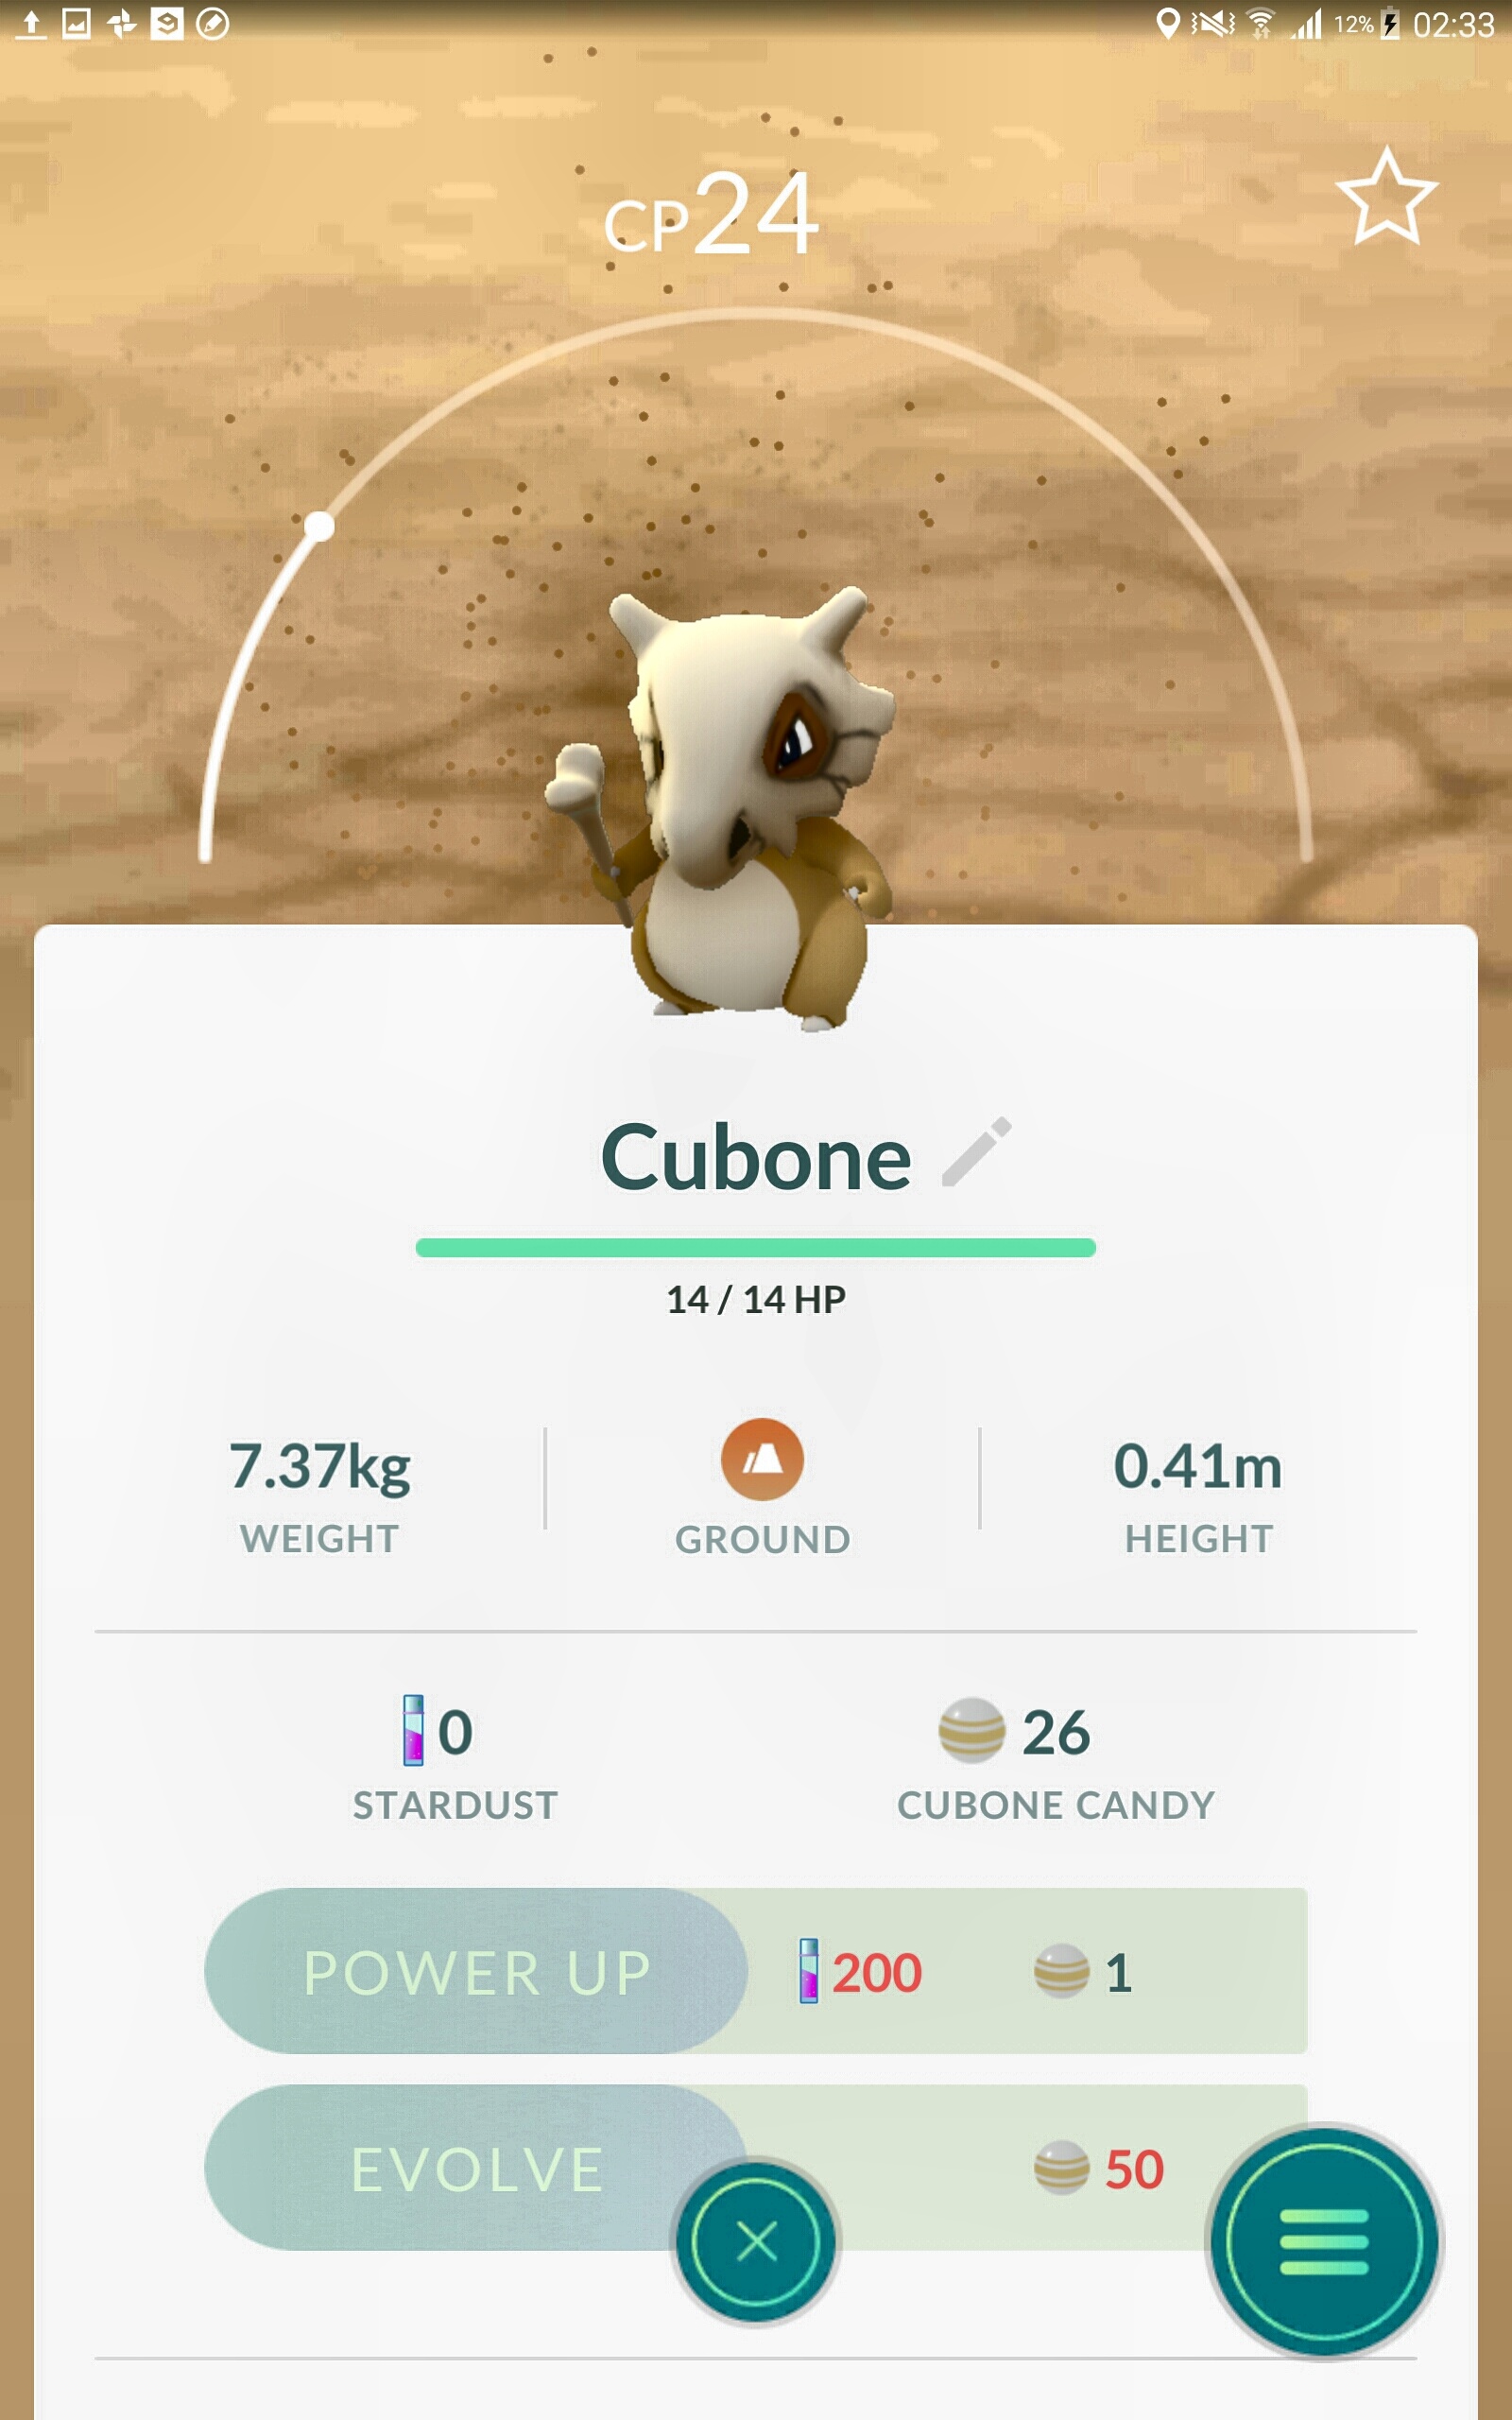 12% 02:33
CP24
Cubone
14 / 14 HP
7.37kg
WEIGHT
GROUND
0.41m
HEIGHT
0
STARDUST
26
CUBONE CANDY
POWER UP 200 1
EVOLVE 50